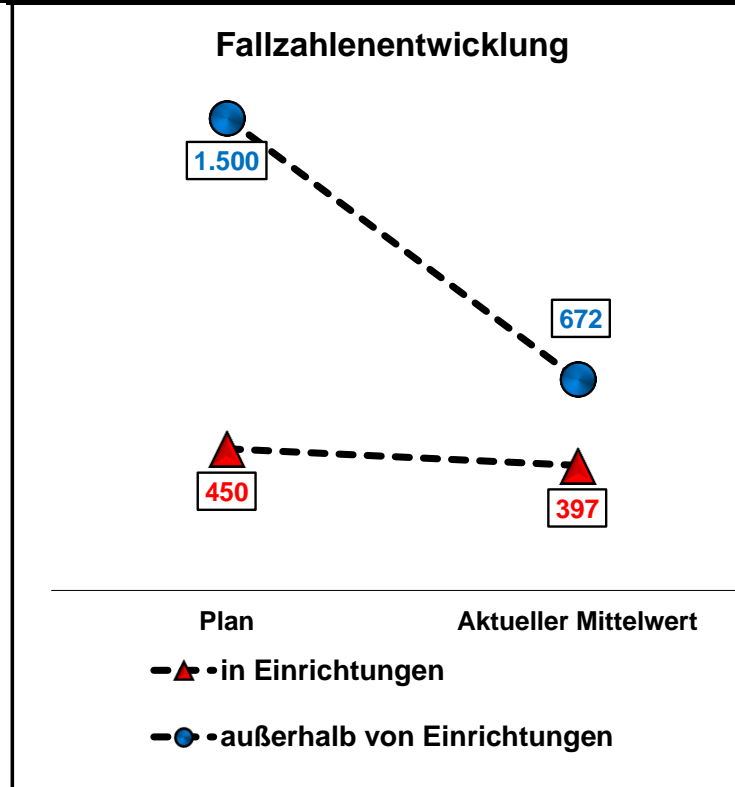 Fallzahlenentwicklung
1.500
672
450
397
Plan Aktueller Mittelwert
in Einrichtungen
außerhalb von Einrichtungen